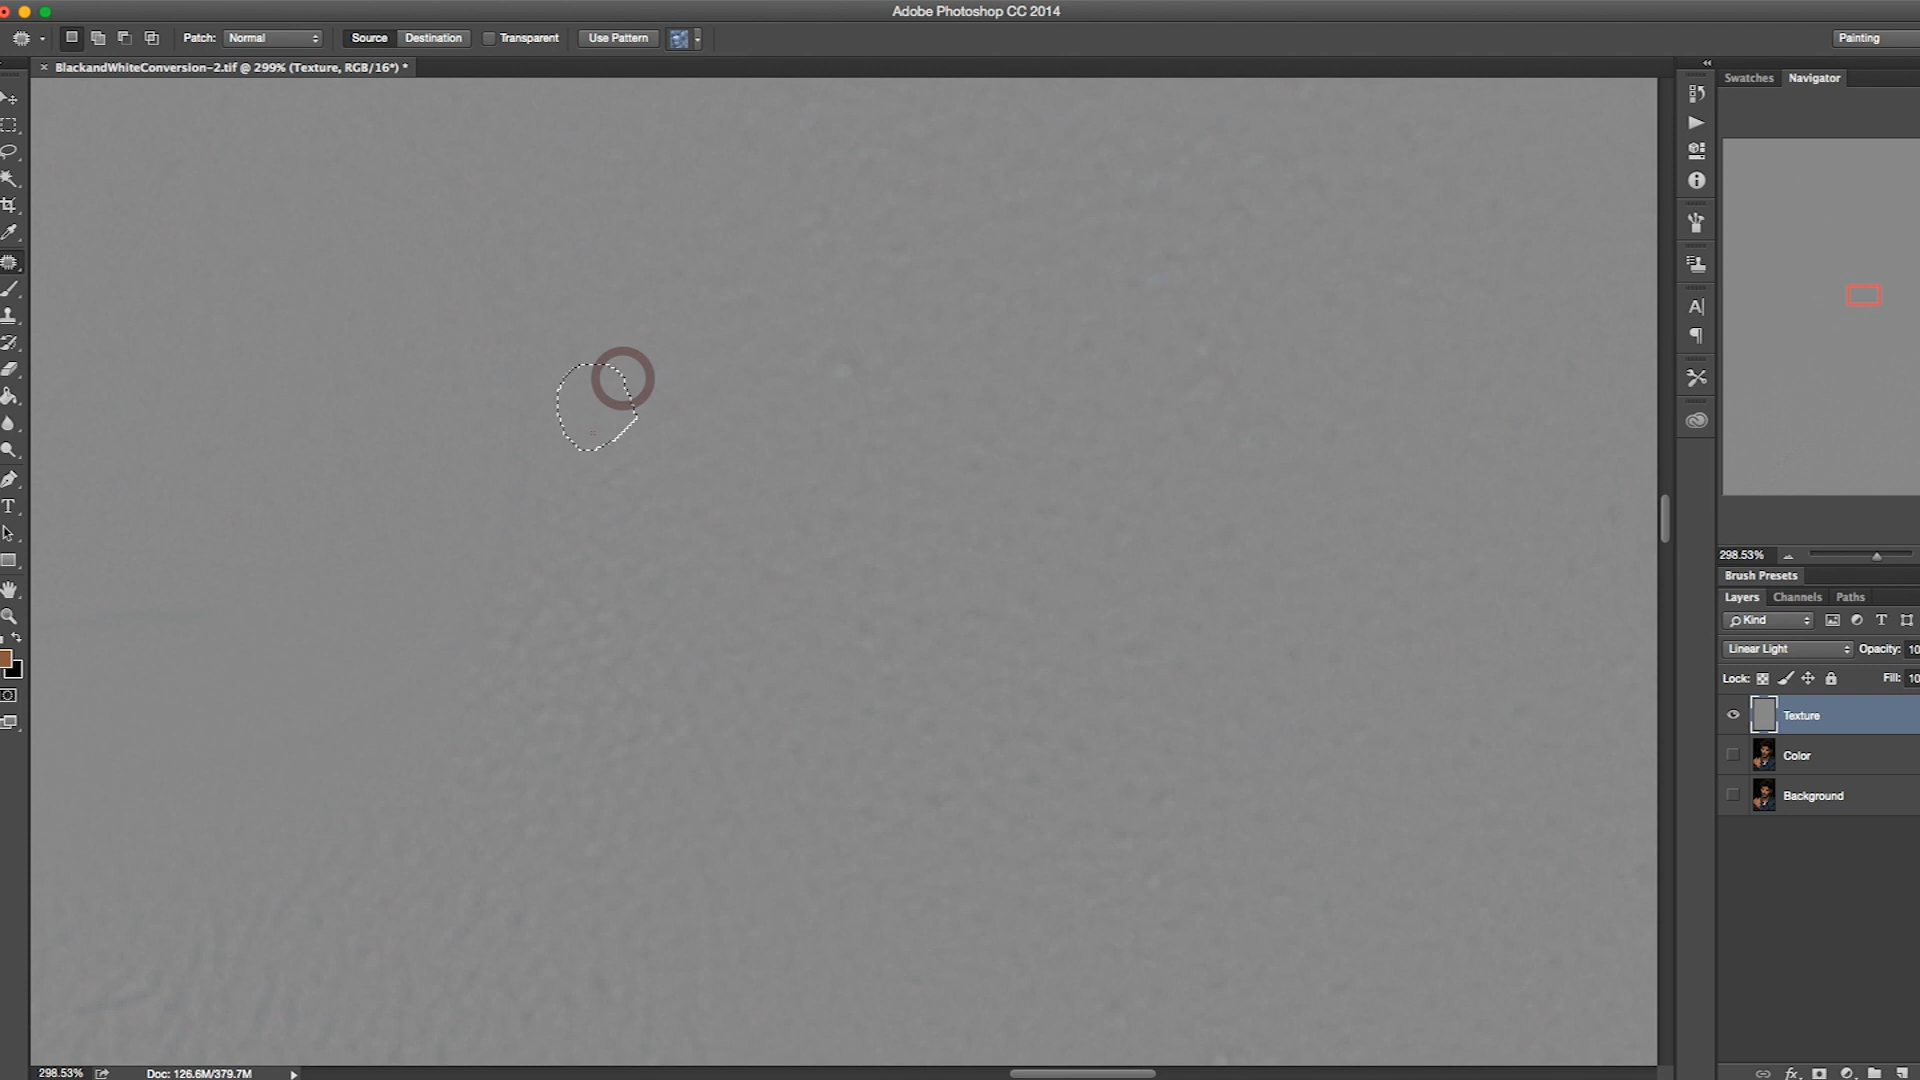 Adobe Photoshop CC 2014
Patch: Normal Source Destination Transparent Use Pattern Painting
× BlackandWhiteConversion-2.tif @ 299% (Texture, RGB/16*) *
Swatches Navigator
298.53%
Brush Presets
Layers Channels Paths
Kind
Linear Light Opacity: 10
Lock: Fill: 10
Texture
Color
Background
298.53% Doc: 126.6M/379.7M